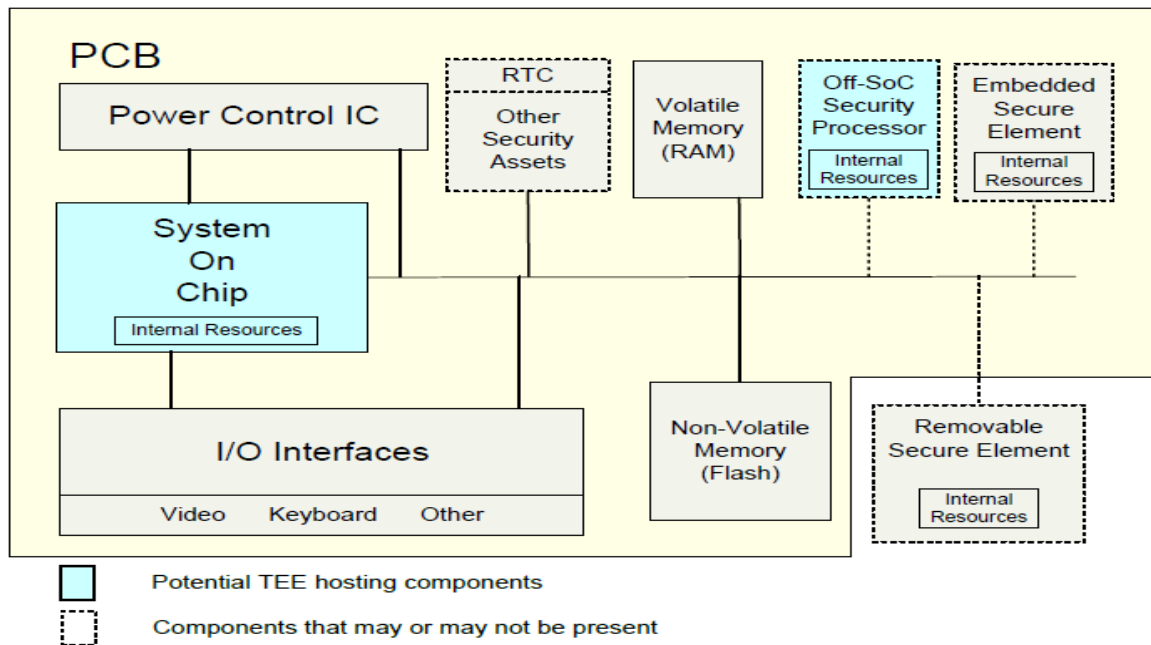 PCB
Power Control IC
RTC
Other
Security
Assets
Volatile
Memory
(RAM)
Off-SoC
Security
Processor
Internal
Resources
Embedded
Secure
Element
Internal
Resources
System
On
Chip
Internal Resources
I/O Interfaces
Video Keyboard Other
Non-Volatile
Memory
(Flash)
Removable
Secure Element
Internal
Resources
Potential TEE hosting components
Components that may or may not be present